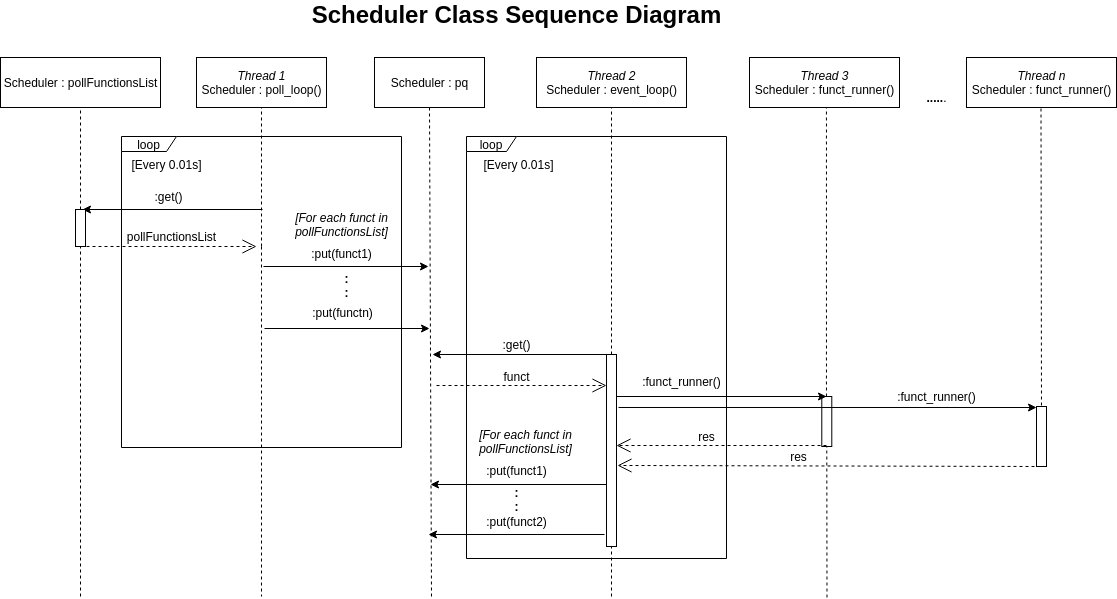 Scheduler Class Sequence Diagram
Scheduler : pollFunctionsList
Thread 1
Scheduler : poll_loop()
Scheduler : pq
Thread 2
Scheduler : event_loop()
Thread 3
Scheduler : funct_runner()
......
Thread n
Scheduler : funct_runner()
loop
[Every 0.01s]
loop
[Every 0.01s]
:get()
pollFunctionsList
[For each funct in
pollFunctionsList]
:put(funct1)
:
:
:put(functn)
:get()
funct
:funct_runner()
:funct_runner()
res
res
[For each funct in
pollFunctionsList]
:put(funct1)
:
:
:put(funct2)